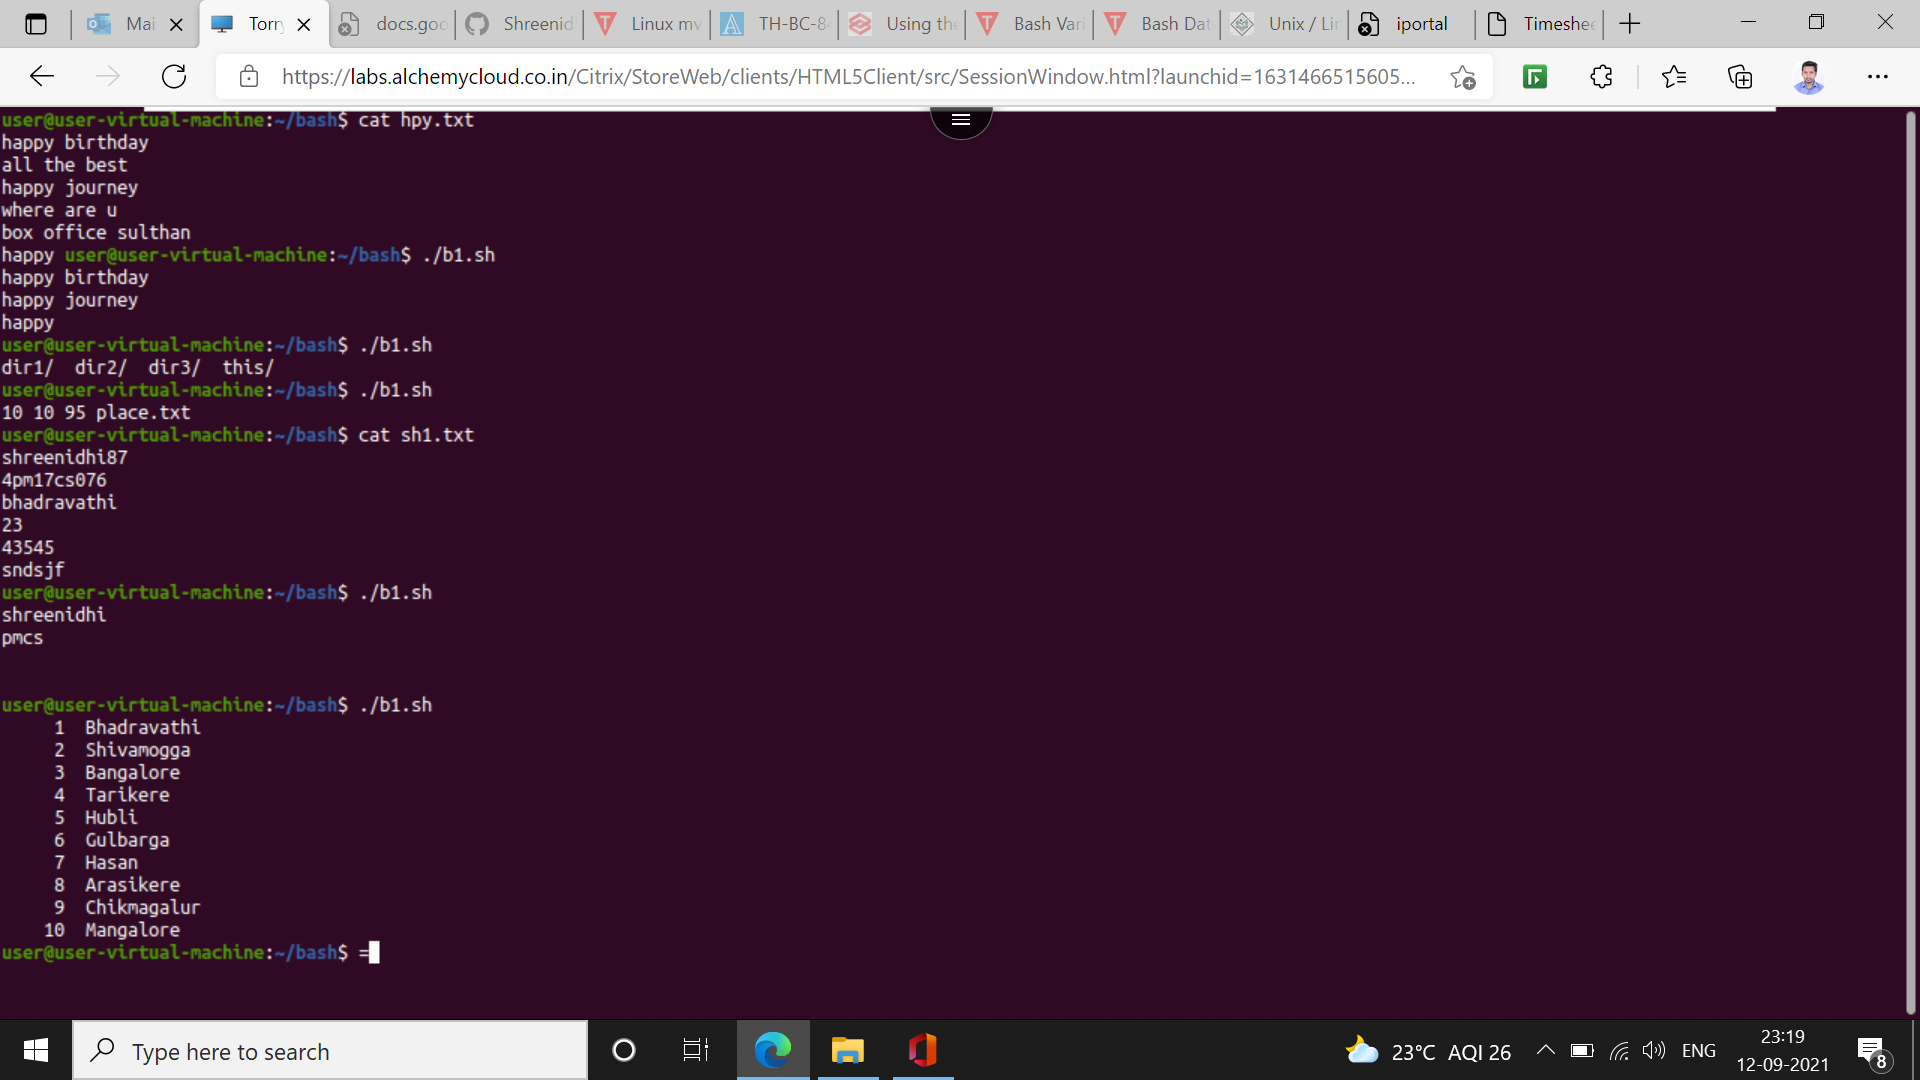 Mai
Torr
docs.goo
Shreenid
Linux mv
TH-BC-84
Using the
Bash Vari
Bash Dat
Unix / Lin
iportal
Timeshee
https://labs.alchemycloud.co.in/Citrix/StoreWeb/clients/HTML5Client/src/SessionWindow.html?launchid=1631466515605...
user@user-virtual-machine:~/bash$ cat hpy.txt
happy birthday
all the best
happy journey
where are u
box office sulthan
happy user@user-virtual-machine:~/bash$ ./b1.sh
happy birthday
happy journey
happy
user@user-virtual-machine:~/bash$ ./b1.sh
dir1/  dir2/  dir3/  this/
user@user-virtual-machine:~/bash$ ./b1.sh
10 10 95 place.txt
user@user-virtual-machine:~/bash$ cat sh1.txt
shreenidhi87
4pm17cs076
bhadravathi
23
43545
sndsjf
user@user-virtual-machine:~/bash$ ./b1.sh
shreenidhi
pmcs
user@user-virtual-machine:~/bash$ ./b1.sh
1  Bhadravathi
2  Shivamogga
3  Bangalore
4  Tarikere
5  Hubli
6  Gulbarga
7  Hasan
8  Arasikere
9  Chikmagalur
10  Mangalore
user@user-virtual-machine:~/bash$ =
Type here to search
23°C AQI 26
ENG
23:19
12-09-2021
8